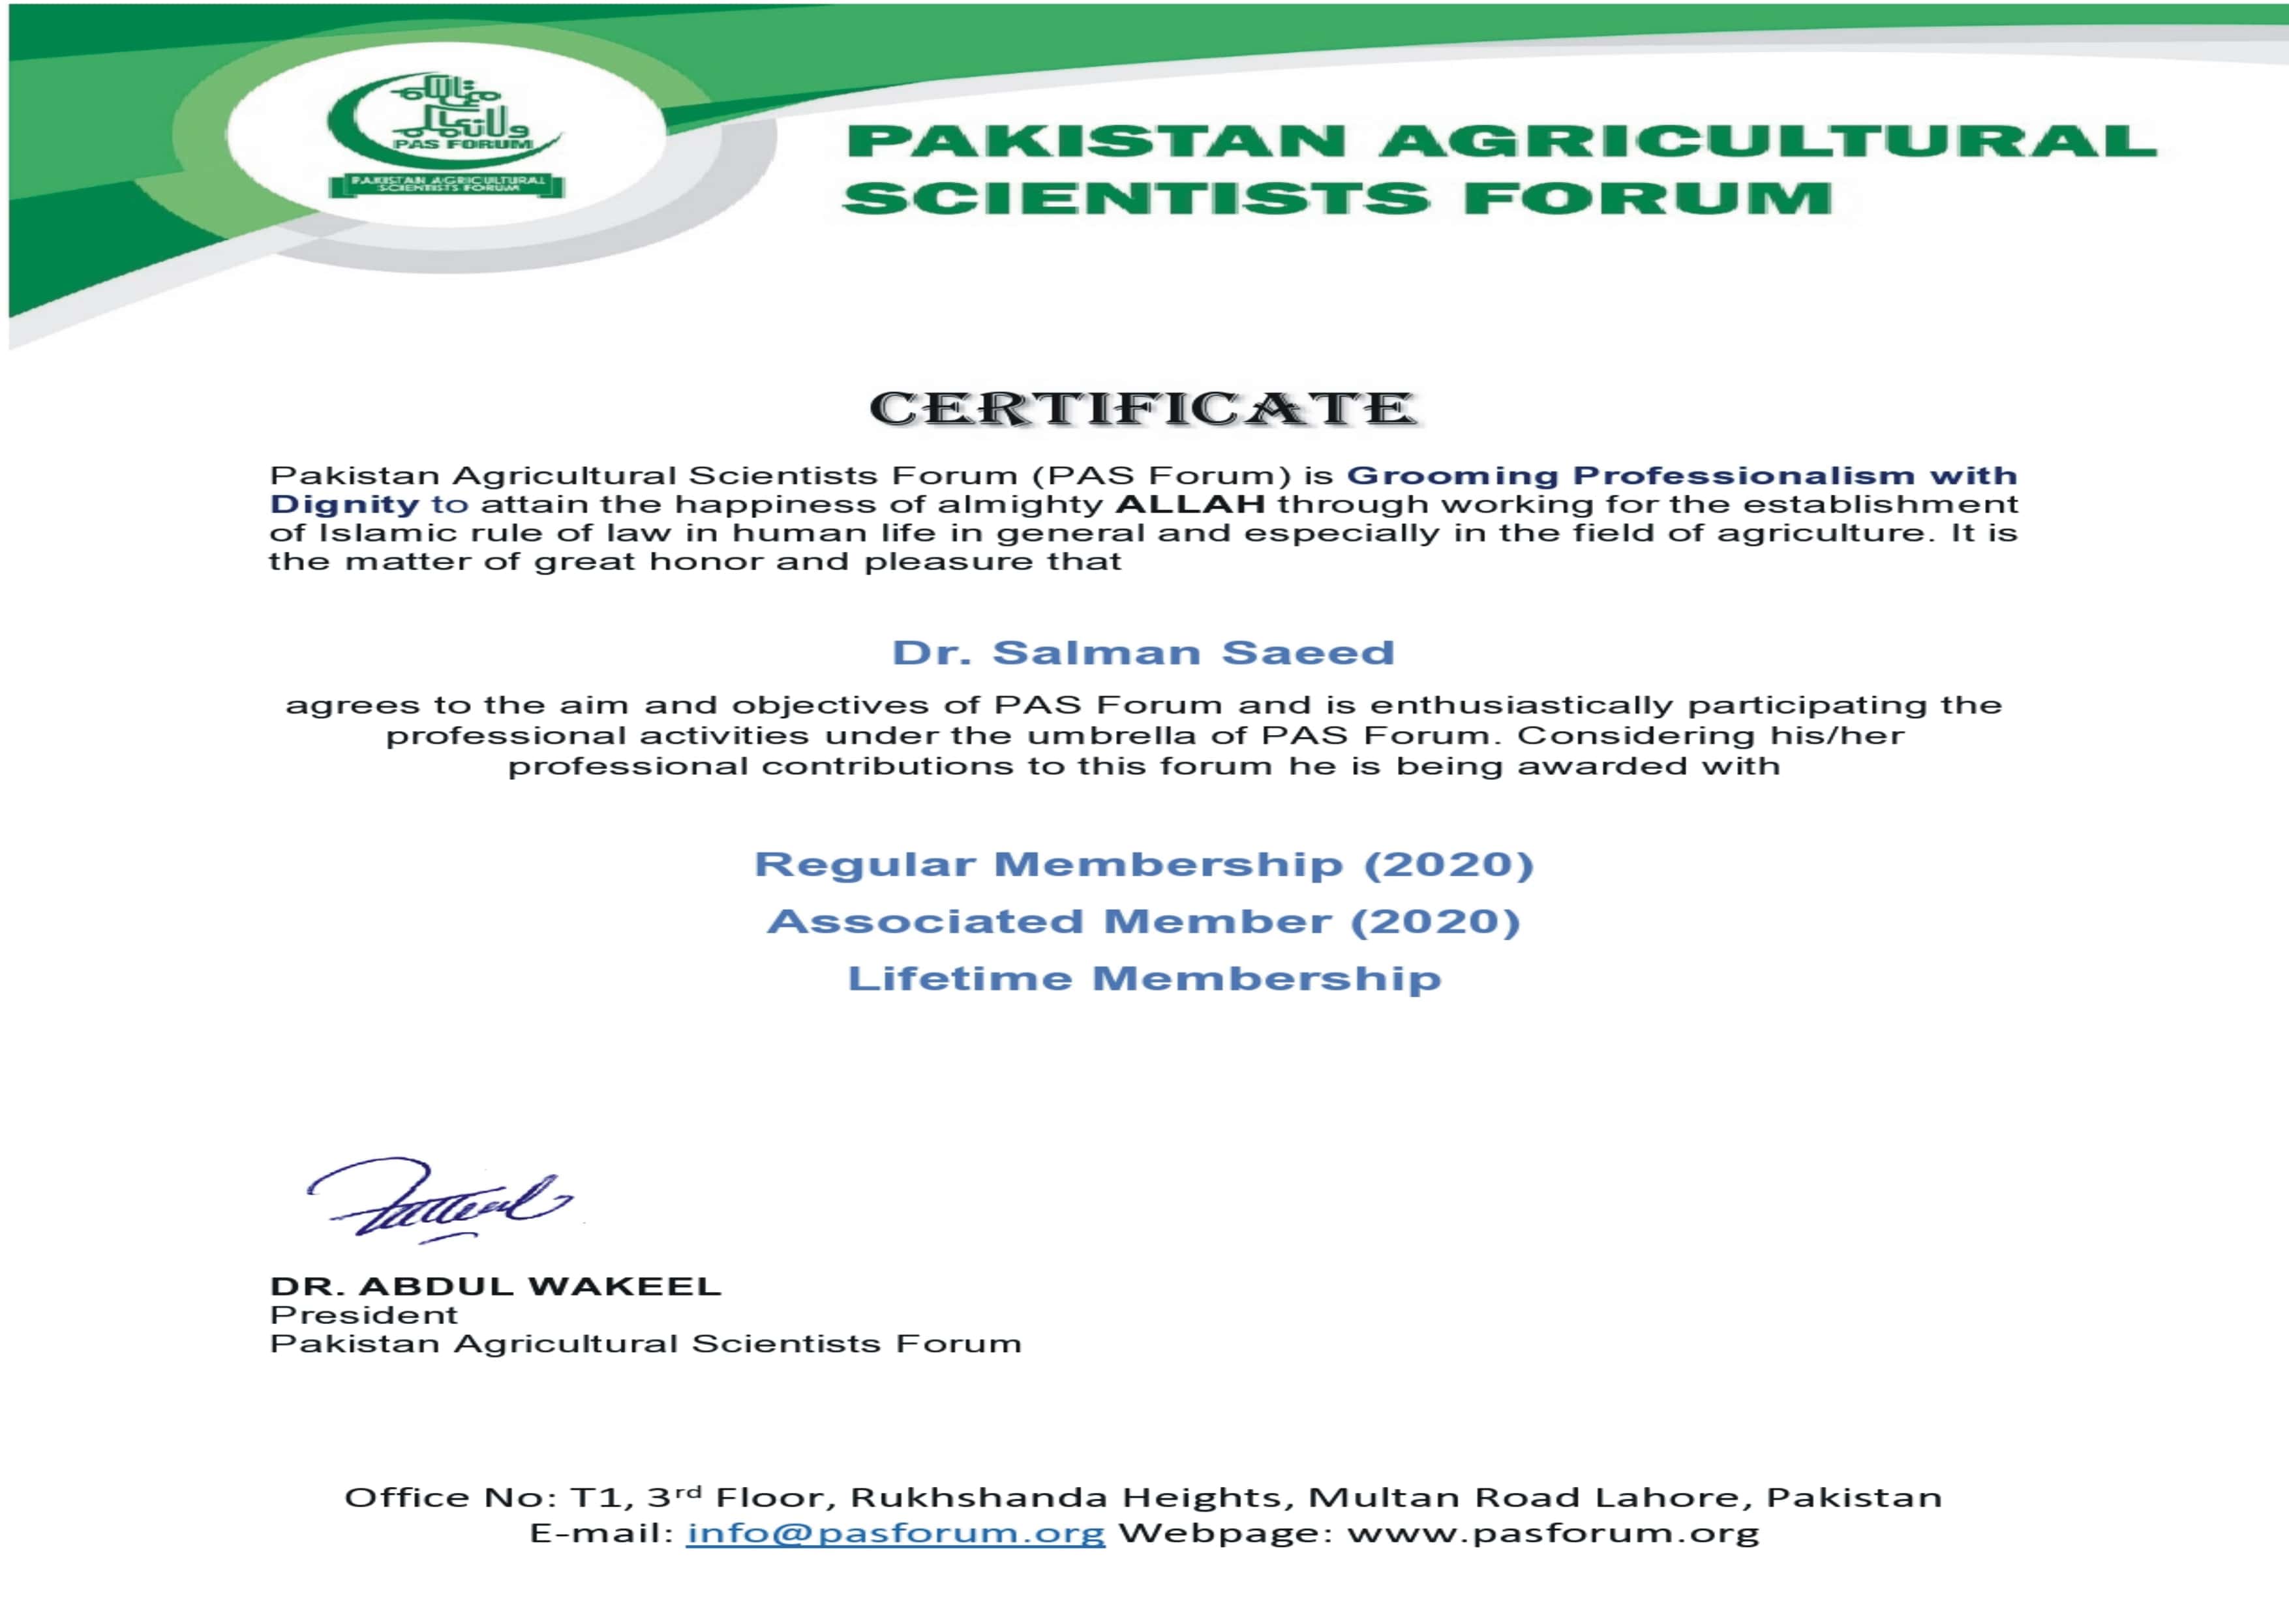 PAS FORUM
PAKISTAN AGRICULTURAL
SCIENTISTS FORUM
PAKISTAN AGRICULTURAL
SCIENTISTS FORUM
CERTIFICATE
Pakistan Agricultural Scientists Forum (PAS Forum) is Grooming Professionalism with
Dignity to attain the happiness of almighty ALLAH through working for the establishment
of Islamic rule of law in human life in general and especially in the field of agriculture. It is
the matter of great honor and pleasure that
Dr. Salman Saeed
agrees to the aim and objectives of PAS Forum and is enthusiastically participating the
professional activities under the umbrella of PAS Forum. Considering his/her
professional contributions to this forum he is being awarded with
Regular Membership (2020)
Associated Member (2020)
Lifetime Membership
DR. ABDUL WAKEEL
President
Pakistan Agricultural Scientists Forum
Office No: T1, 3rd Floor, Rukhshanda Heights, Multan Road Lahore, Pakistan
E-mail: info@pasforum.org Webpage: www.pasforum.org